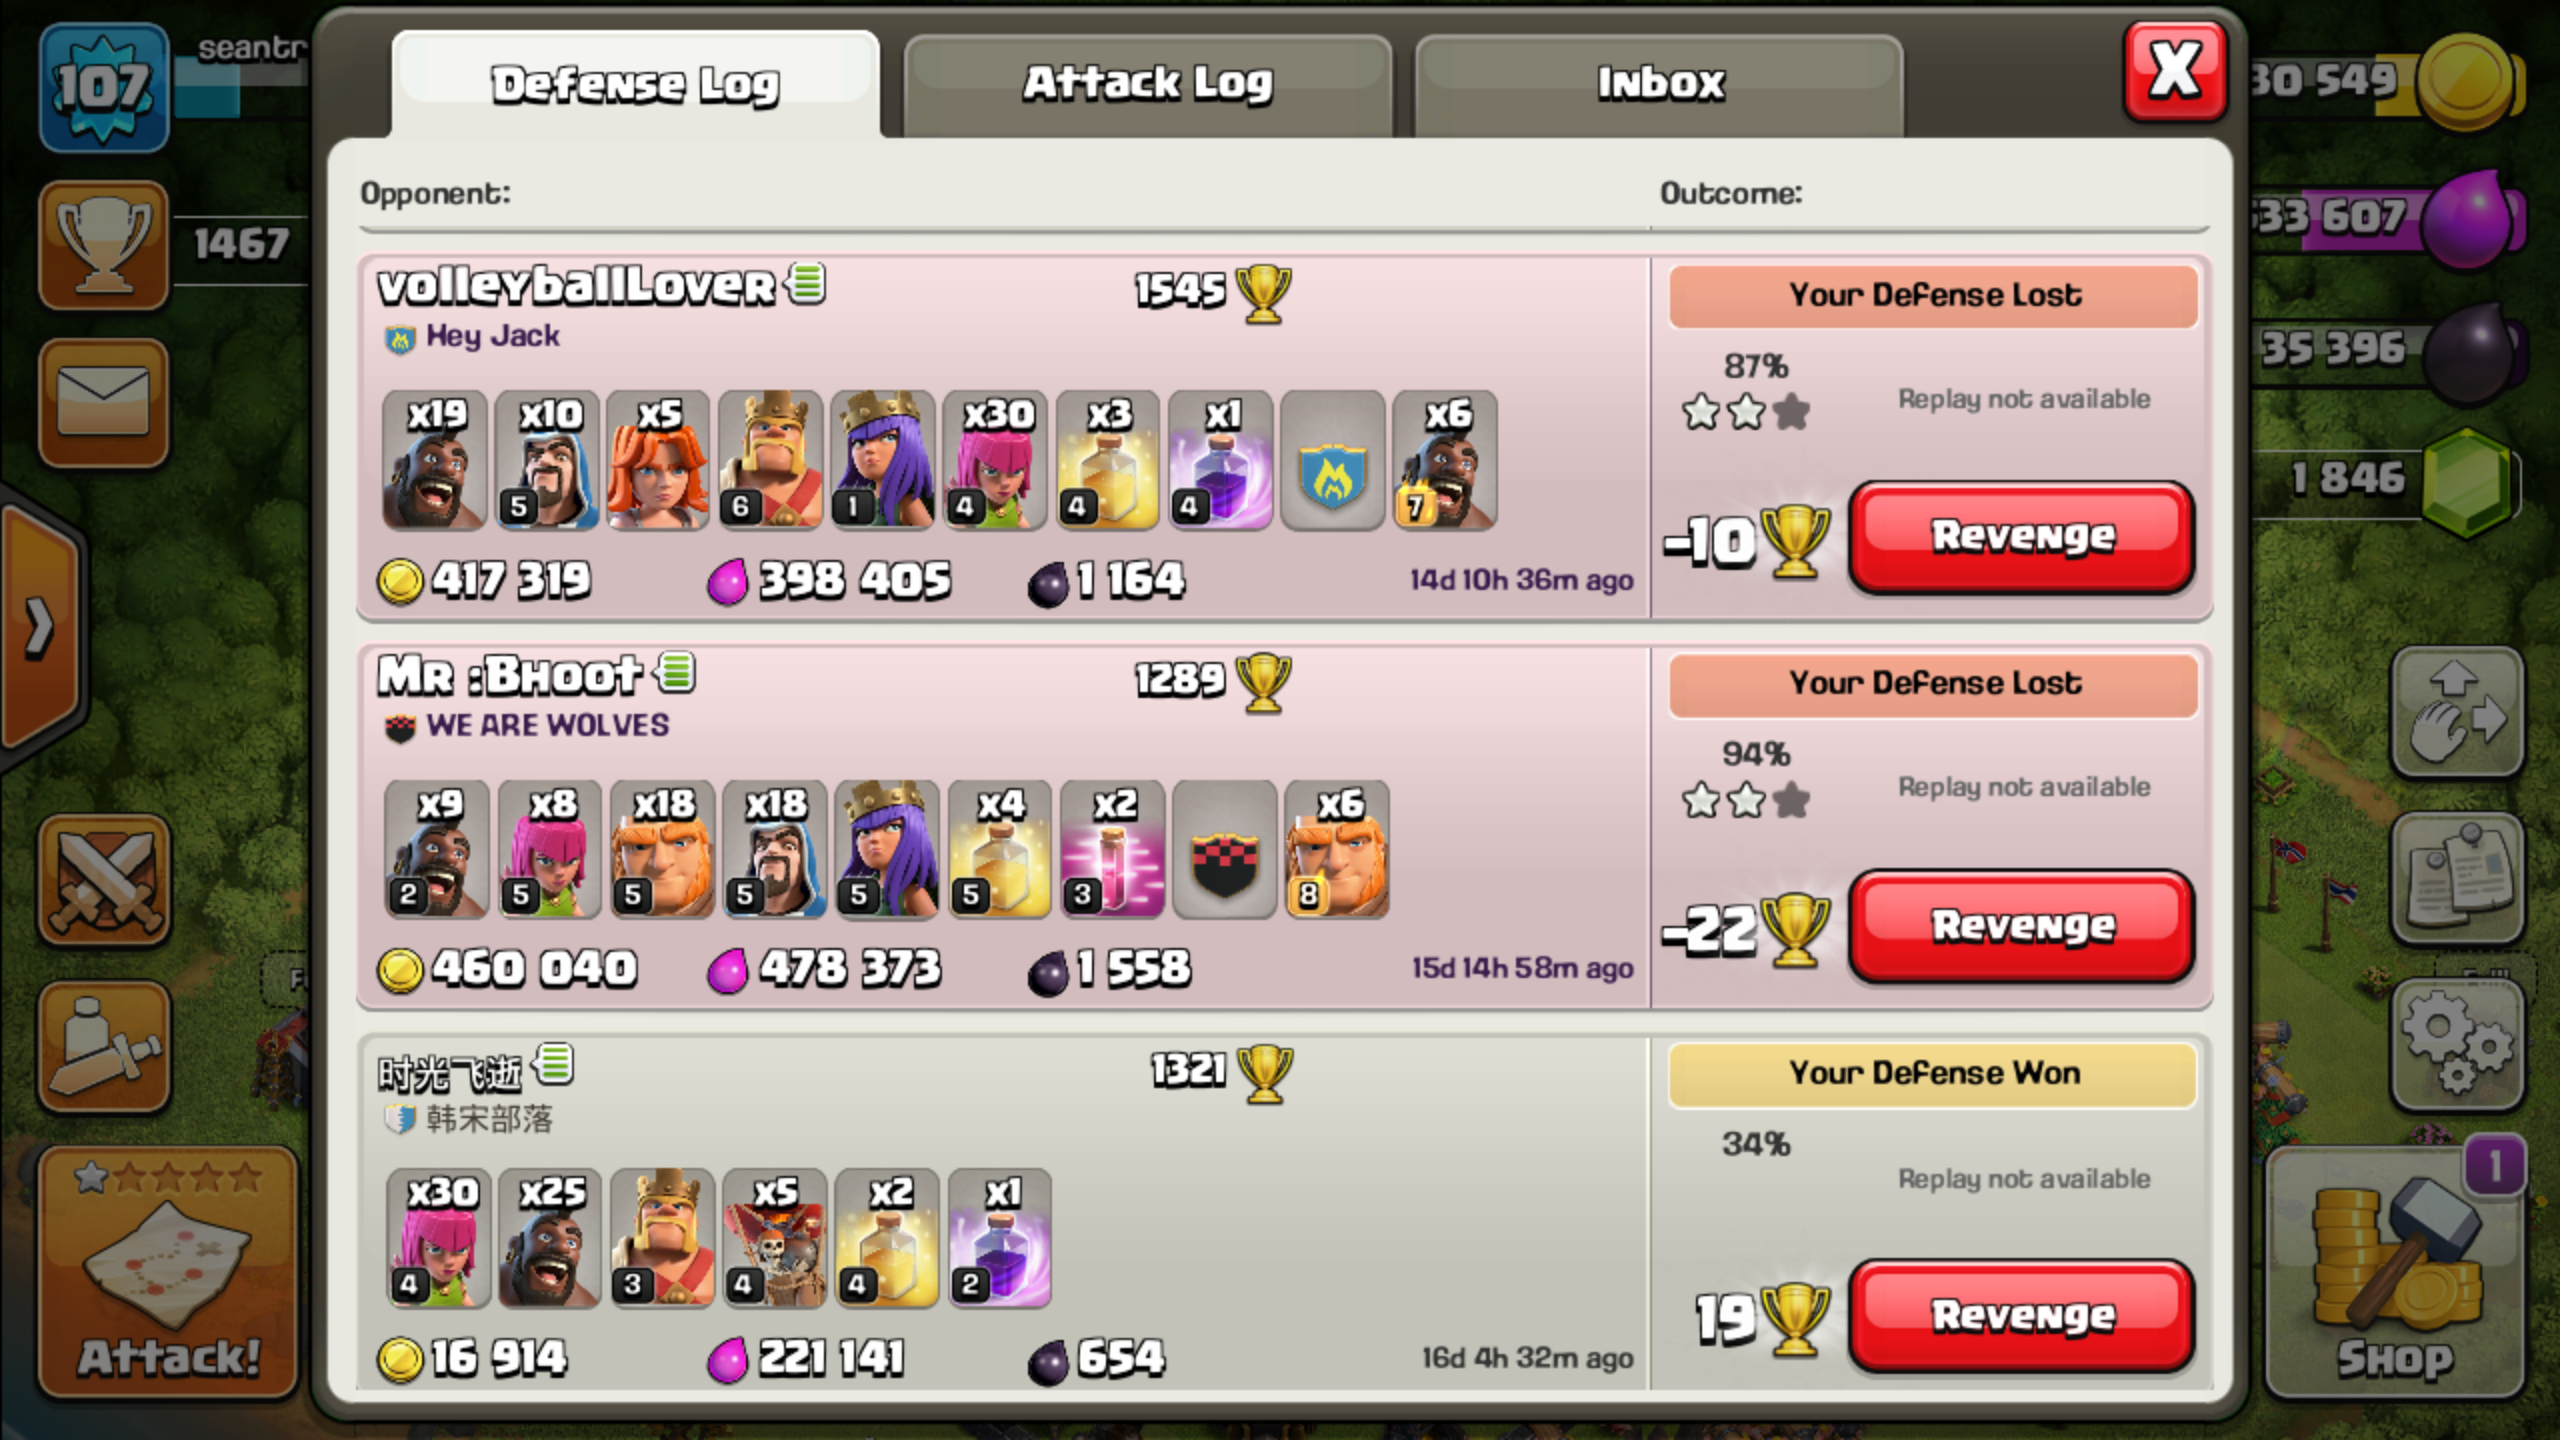 107
seantr
1467
30 549
33 607
35 396
1 846
Defense Log
Attack Log
Inbox
X
Opponent:
Outcome:
volleyballLover
1545
Hey Jack
x19
x10
x5
x30
x3
x1
x6
5
6
1
4
4
4
7
417 319
398 405
1 164
14d 10h 36m ago
Your Defense Lost
87%
Replay not available
-10
Revenge
Mr :Bhoot
1289
WE ARE WOLVES
x9
x8
x18
x18
x4
x2
x6
2
5
5
5
5
5
3
8
460 040
478 373
1 558
15d 14h 58m ago
Your Defense Lost
94%
Replay not available
-22
Revenge
时光飞逝
1321
韩宋部落
x30
x25
x5
x2
x1
4
3
4
4
2
16 914
221 141
654
16d 4h 32m ago
Your Defense Won
34%
Replay not available
19
Revenge
Attack!
1
Shop